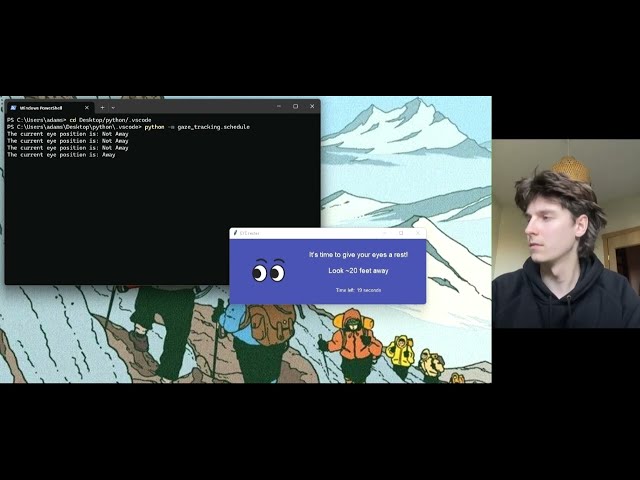 Windows PowerShell
PS C:\Users\adams> cd Desktop/python/.vscode
PS C:\Users\adams\Desktop\python\.vscode> python -m gaze_tracking.schedule
The current eye position is: Not Away
The current eye position is: Not Away
The current eye position is: Not Away
The current eye position is: Away
It's time to give your eyes a rest!
Look ~20 feet away
Time left: 19 seconds